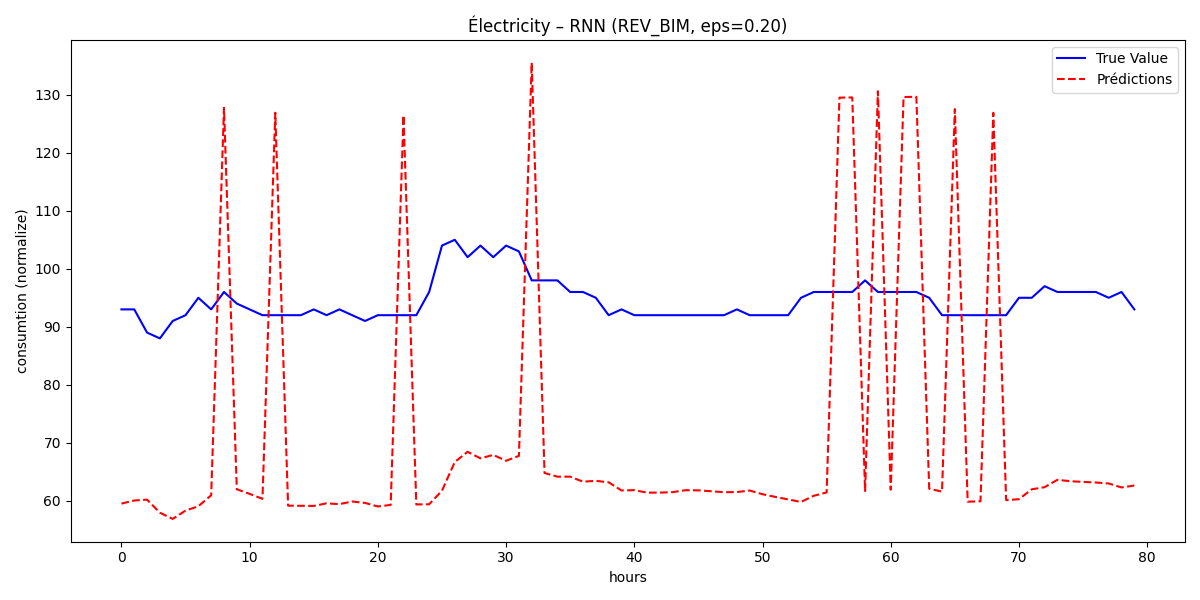 Électricity – RNN (REV_BIM, eps=0.20)
True Value
Prédictions
consumtion (normalize)
130
120
110
100
90
80
70
60
0 10 20 30 40 50 60 70 80
hours